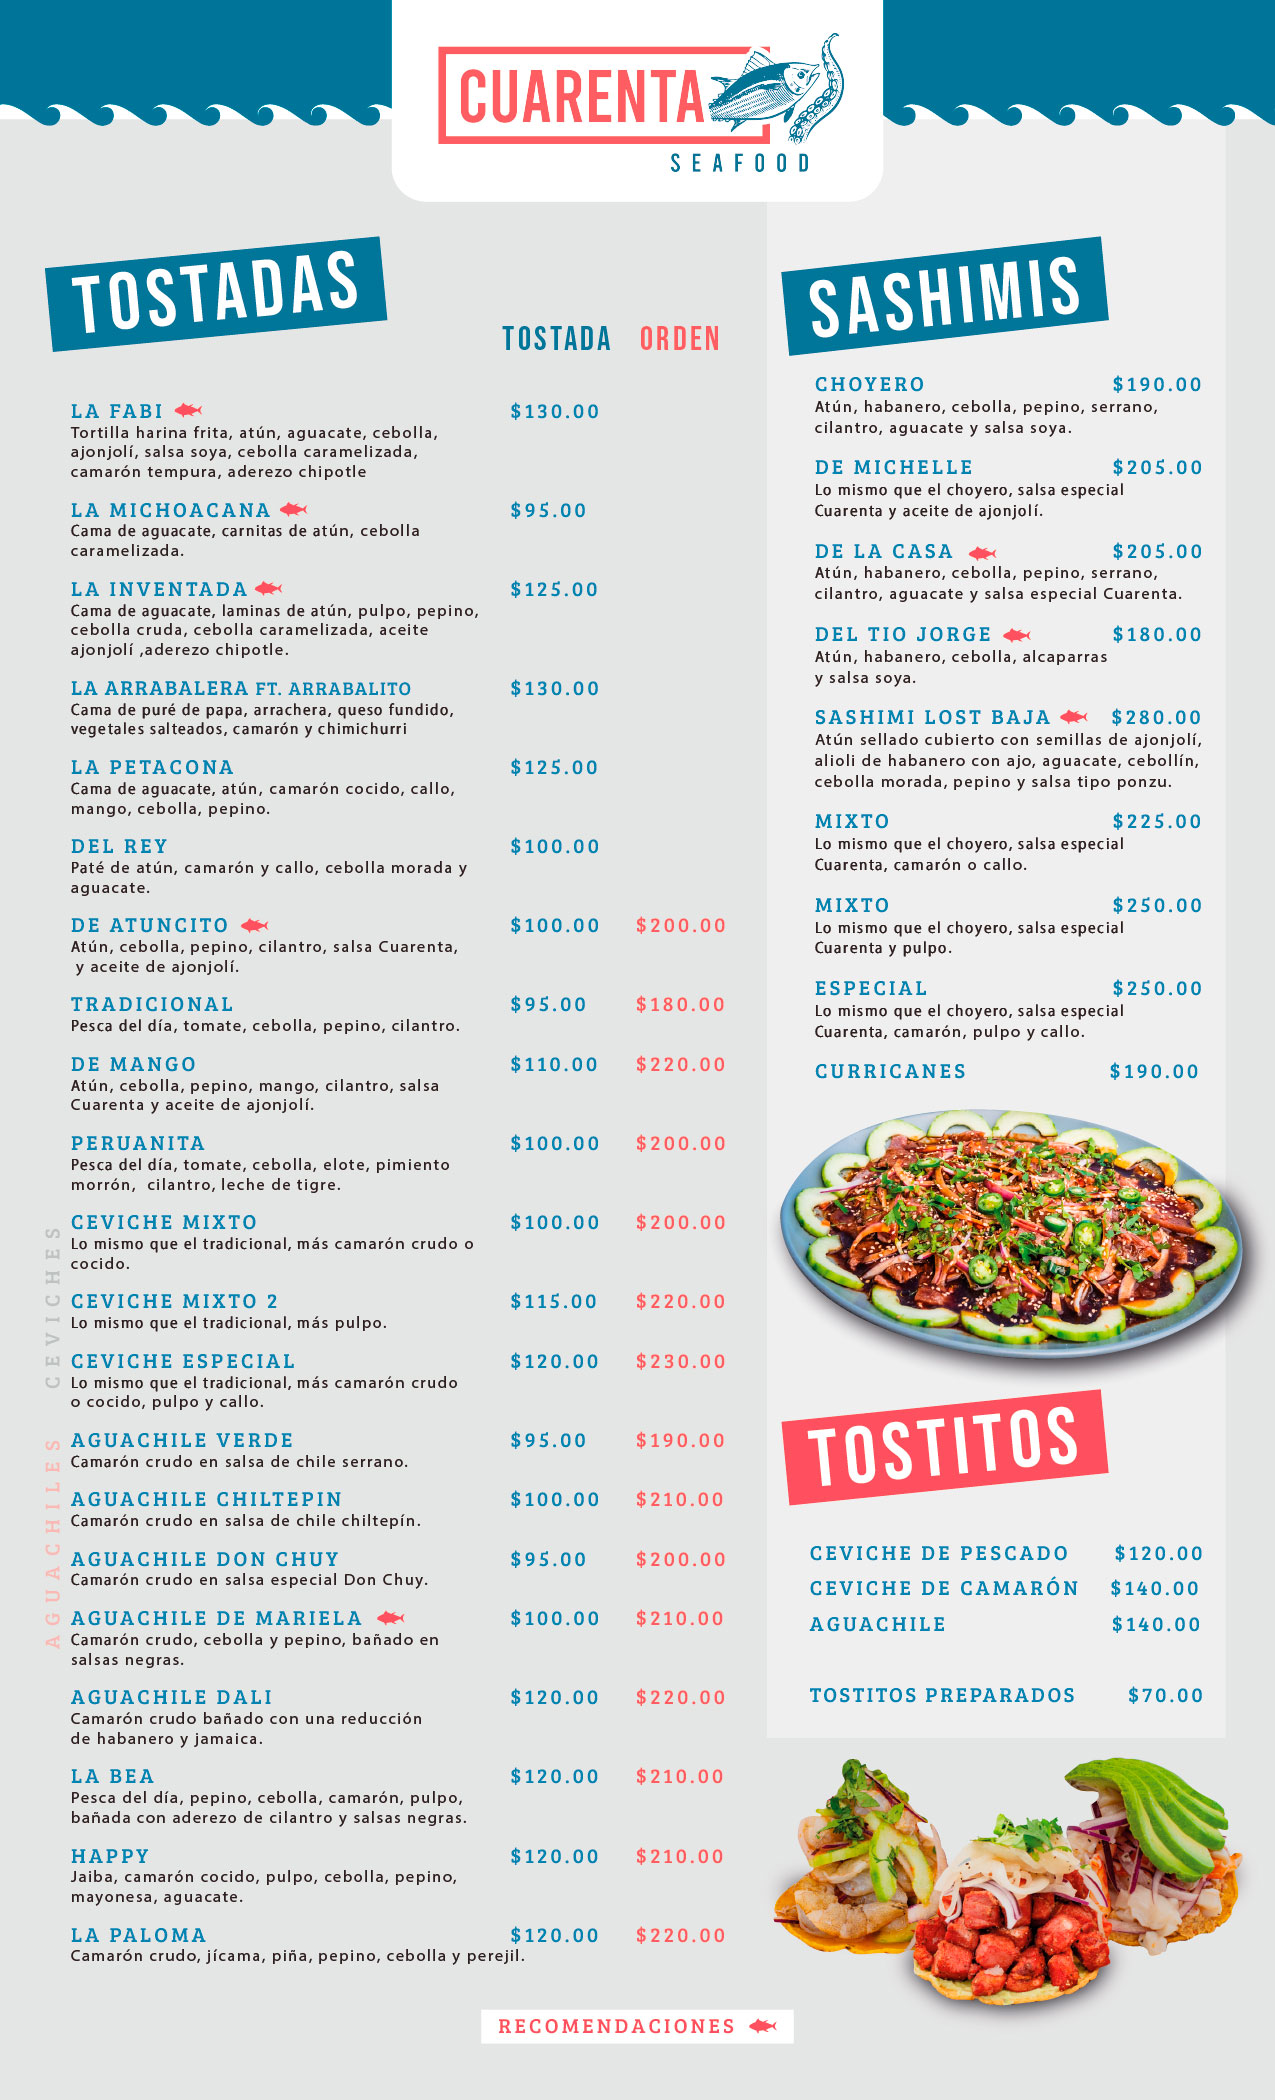 CUARENTA
SEAFOOD
TOSTADAS
TOSTADA ORDEN
LA FABI $130.00
Tortilla harina frita, atún, aguacate, cebolla,
ajonjolí, salsa soya, cebolla caramelizada,
camarón tempura, aderezo chipotle
LA MICHOACANA $95.00
Cama de aguacate, carnitas de atún, cebolla
caramelizada.
LA INVENTADA $125.00
Cama de aguacate, laminas de atún, pulpo, pepino,
cebolla cruda, cebolla caramelizada, aceite
ajonjolí ,aderezo chipotle.
LA ARRABALERA FT. ARRABALITO $130.00
Cama de puré de papa, arrachera, queso fundido,
vegetales salteados, camarón y chimichurri
LA PETACONA $125.00
Cama de aguacate, atún, camarón cocido, callo,
mango, cebolla, pepino.
DEL REY $100.00
Paté de atún, camarón y callo, cebolla morada y
aguacate.
DE ATUNCITO $100.00 $200.00
Atún, cebolla, pepino, cilantro, salsa Cuarenta,
y aceite de ajonjolí.
TRADICIONAL $95.00 $180.00
Pesca del día, tomate, cebolla, pepino, cilantro.
DE MANGO $110.00 $220.00
Atún, cebolla, pepino, mango, cilantro, salsa
Cuarenta y aceite de ajonjolí.
PERUANITA $100.00 $200.00
Pesca del día, tomate, cebolla, elote, pimiento
morrón, cilantro, leche de tigre.
CEVICHES
CEVICHE MIXTO $100.00 $200.00
Lo mismo que el tradicional, más camarón crudo o
cocido.
CEVICHE MIXTO 2 $115.00 $220.00
Lo mismo que el tradicional, más pulpo.
CEVICHE ESPECIAL $120.00 $230.00
Lo mismo que el tradicional, más camarón crudo
o cocido, pulpo y callo.
AGUACHILES
AGUACHILE VERDE $95.00 $190.00
Camarón crudo en salsa de chile serrano.
AGUACHILE CHILTEPIN $100.00 $210.00
Camarón crudo en salsa de chile chiltepín.
AGUACHILE DON CHUY $95.00 $200.00
Camarón crudo en salsa especial Don Chuy.
AGUACHILE DE MARIELA $100.00 $210.00
Camarón crudo, cebolla y pepino, bañado en
salsas negras.
AGUACHILE DALI $120.00 $220.00
Camarón crudo bañado con una reducción
de habanero y jamaica.
LA BEA $120.00 $210.00
Pesca del día, pepino, cebolla, camarón, pulpo,
bañada con aderezo de cilantro y salsas negras.
HAPPY $120.00 $210.00
Jaiba, camarón cocido, pulpo, cebolla, pepino,
mayonesa, aguacate.
LA PALOMA $120.00 $220.00
Camarón crudo, jícama, piña, pepino, cebolla y perejil.
SASHIMIS
CHOYERO $190.00
Atún, habanero, cebolla, pepino, serrano,
cilantro, aguacate y salsa soya.
DE MICHELLE $205.00
Lo mismo que el choyero, salsa especial
Cuarenta y aceite de ajonjolí.
DE LA CASA $205.00
Atún, habanero, cebolla, pepino, serrano,
cilantro, aguacate y salsa especial Cuarenta.
DEL TIO JORGE $180.00
Atún, habanero, cebolla, alcaparras
y salsa soya.
SASHIMI LOST BAJA $280.00
Atún sellado cubierto con semillas de ajonjolí,
alioli de habanero con ajo, aguacate, cebollín,
cebolla morada, pepino y salsa tipo ponzu.
MIXTO $225.00
Lo mismo que el choyero, salsa especial
Cuarenta, camarón o callo.
MIXTO $250.00
Lo mismo que el choyero, salsa especial
Cuarenta y pulpo.
ESPECIAL $250.00
Lo mismo que el choyero, salsa especial
Cuarenta, camarón, pulpo y callo.
CURRICANES $190.00
TOSTITOS
CEVICHE DE PESCADO $120.00
CEVICHE DE CAMARÓN $140.00
AGUACHILE $140.00
TOSTITOS PREPARADOS $70.00
RECOMENDACIONES